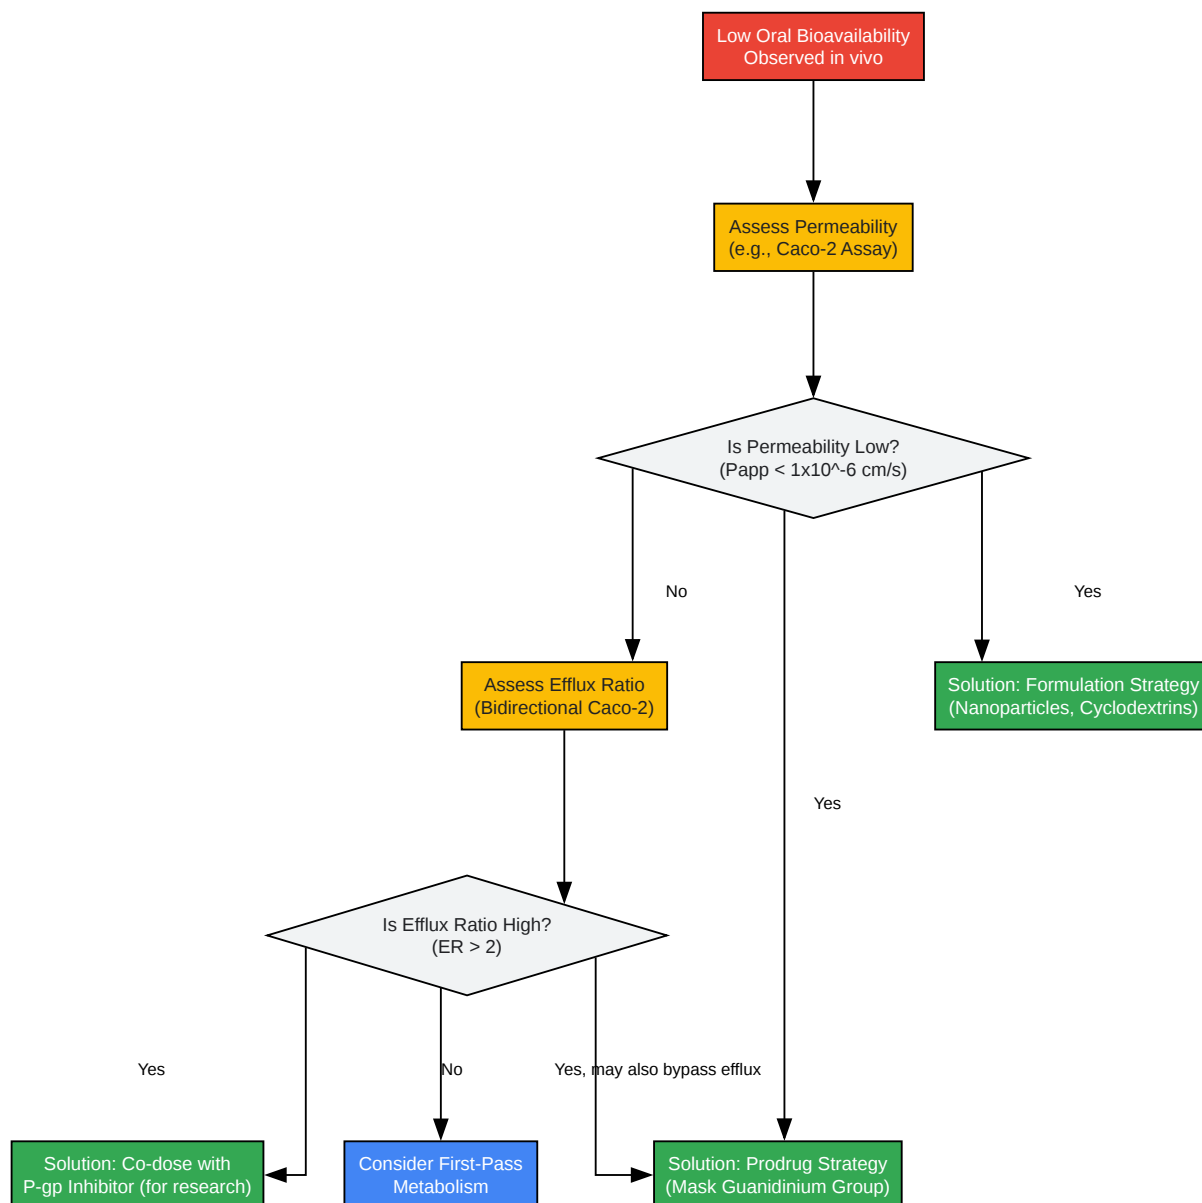 Low Oral Bioavailability
Observed in vivo
Assess Permeability
(e.g., Caco-2 Assay)
Is Permeability Low?
(Papp < 1x10^-6 cm/s)
No
Yes
Assess Efflux Ratio
(Bidirectional Caco-2)
Solution: Formulation Strategy
(Nanoparticles, Cyclodextrins)
Yes
Is Efflux Ratio High?
(ER > 2)
Yes
No
Yes, may also bypass efflux
Solution: Co-dose with
P-gp Inhibitor (for research)
Consider First-Pass
Metabolism
Solution: Prodrug Strategy
(Mask Guanidinium Group)